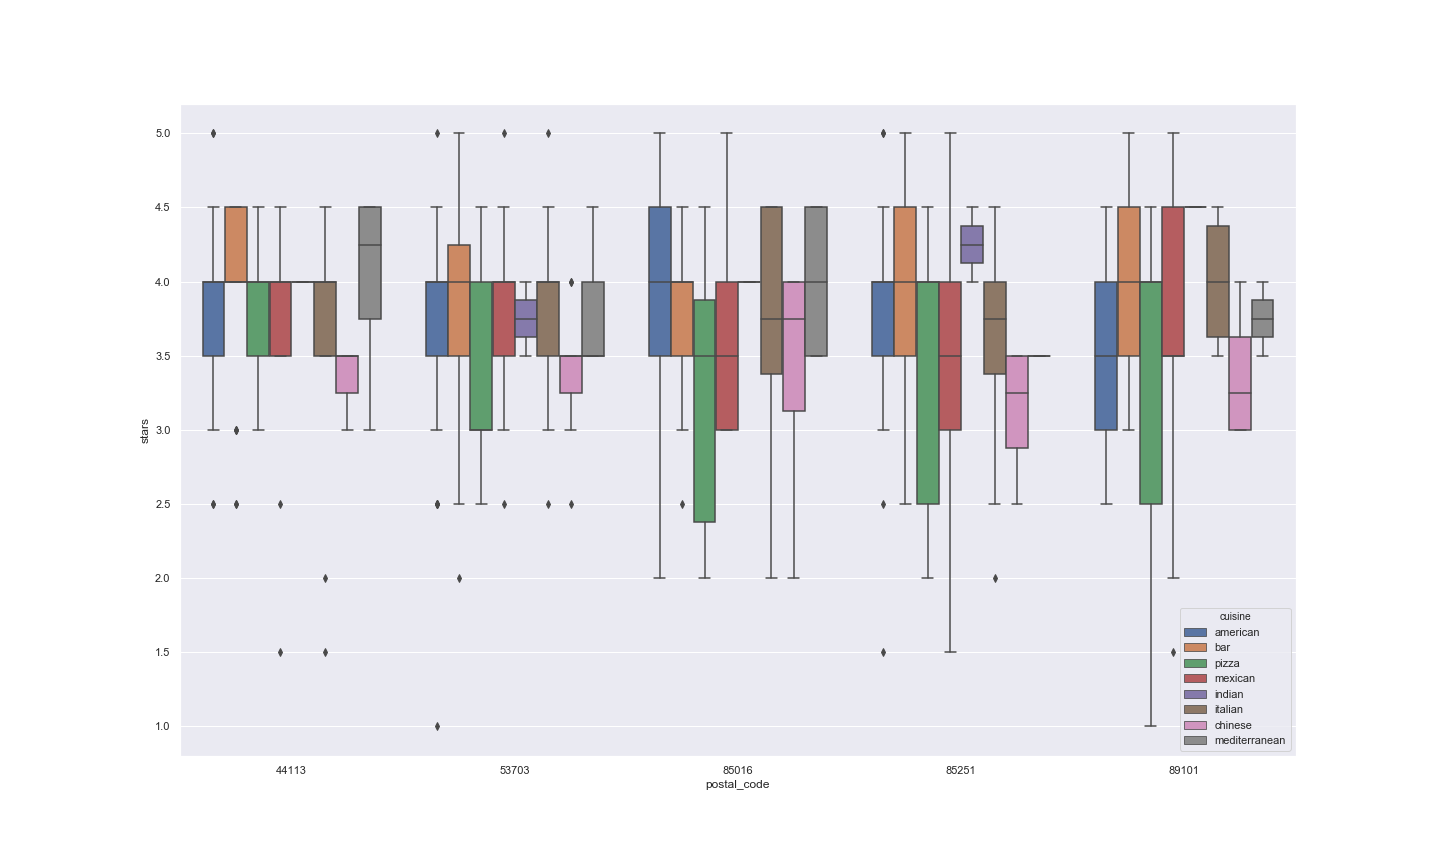 5.0
4.5
4.0
3.5
3.0
2.5
2.0
1.5
1.0
stars
44113
53703
85016
85251
89101
postal_code
cuisine
american
bar
pizza
mexican
indian
italian
chinese
mediterranean